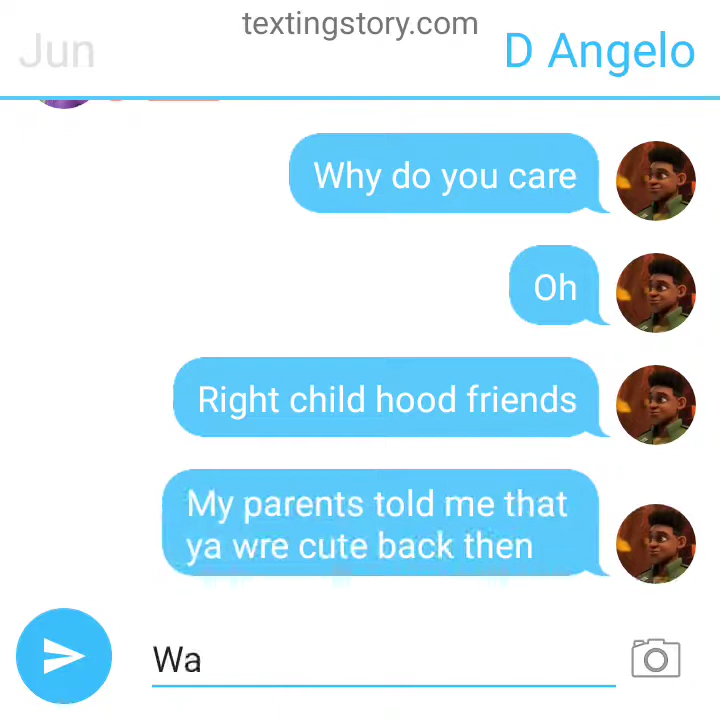 textingstory.com
Jun
D Angelo
Why do you care
Oh
Right child hood friends
My parents told me that
ya wre cute back then
Wa